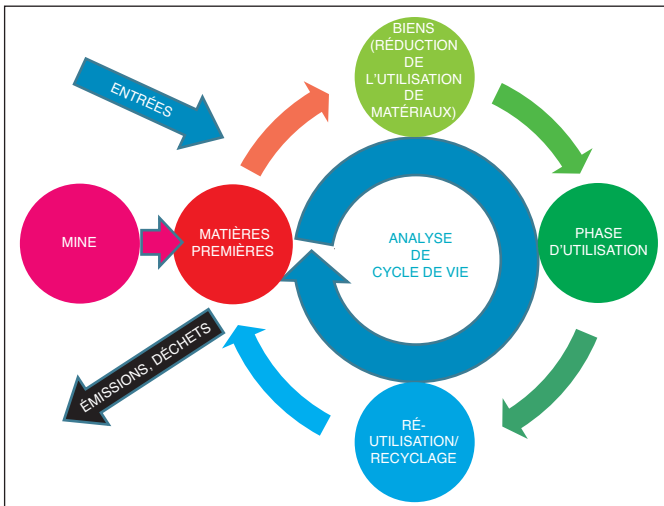 BIENS
(RÉDUCTION
DE
L'UTILISATION
DE
MATÉRIAUX)
ENTRÉES
MINE
MATIÈRES
PREMIÈRES
ANALYSE
DE
CYCLE DE VIE
PHASE
D'UTILISATION
ÉMISSIONS, DÉCHETS
RÉ-
UTILISATION/
RECYCLAGE